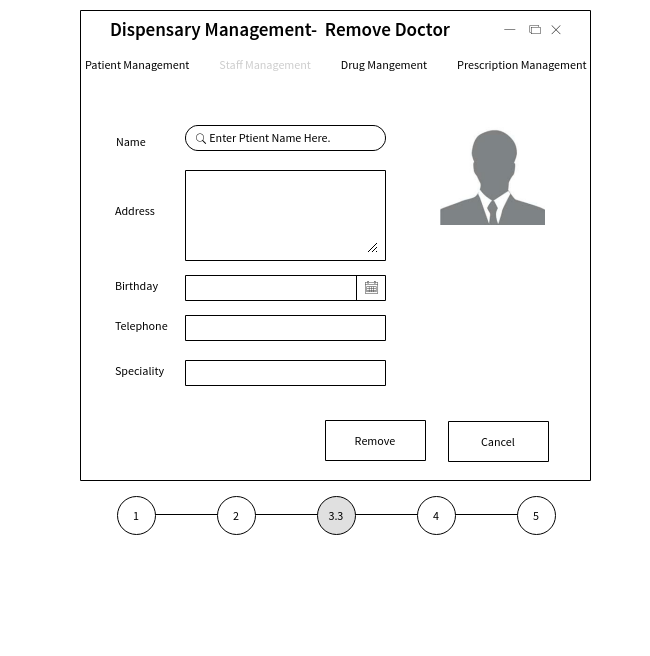 Dispensary Management-  Remove Doctor
Patient Management Staff Management Drug Mangement Prescription Management
Name Enter Ptient Name Here.
Address
Birthday
Telephone
Speciality
Remove Cancel
1 2 3.3 4 5